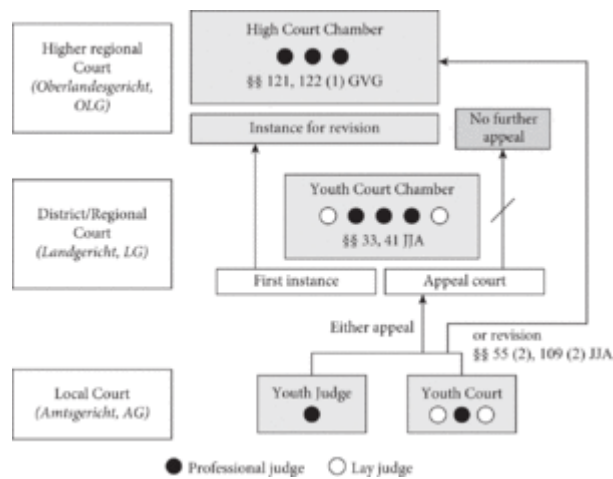 Higher regional
Court
(Oberlandesgericht,
OLG)
High Court Chamber
§§ 121, 122 (1) GVG
Instance for revision
No further
appeal
District/Regional
Court
(Landgericht, LG)
Youth Court Chamber
§§ 33, 41 JJA
First instance
Appeal court
Either appeal
or revision
§§ 55 (2), 109 (2) JJA
Local Court
(Amtsgericht, AG)
Youth Judge
Youth Court
Professional judge
Lay judge